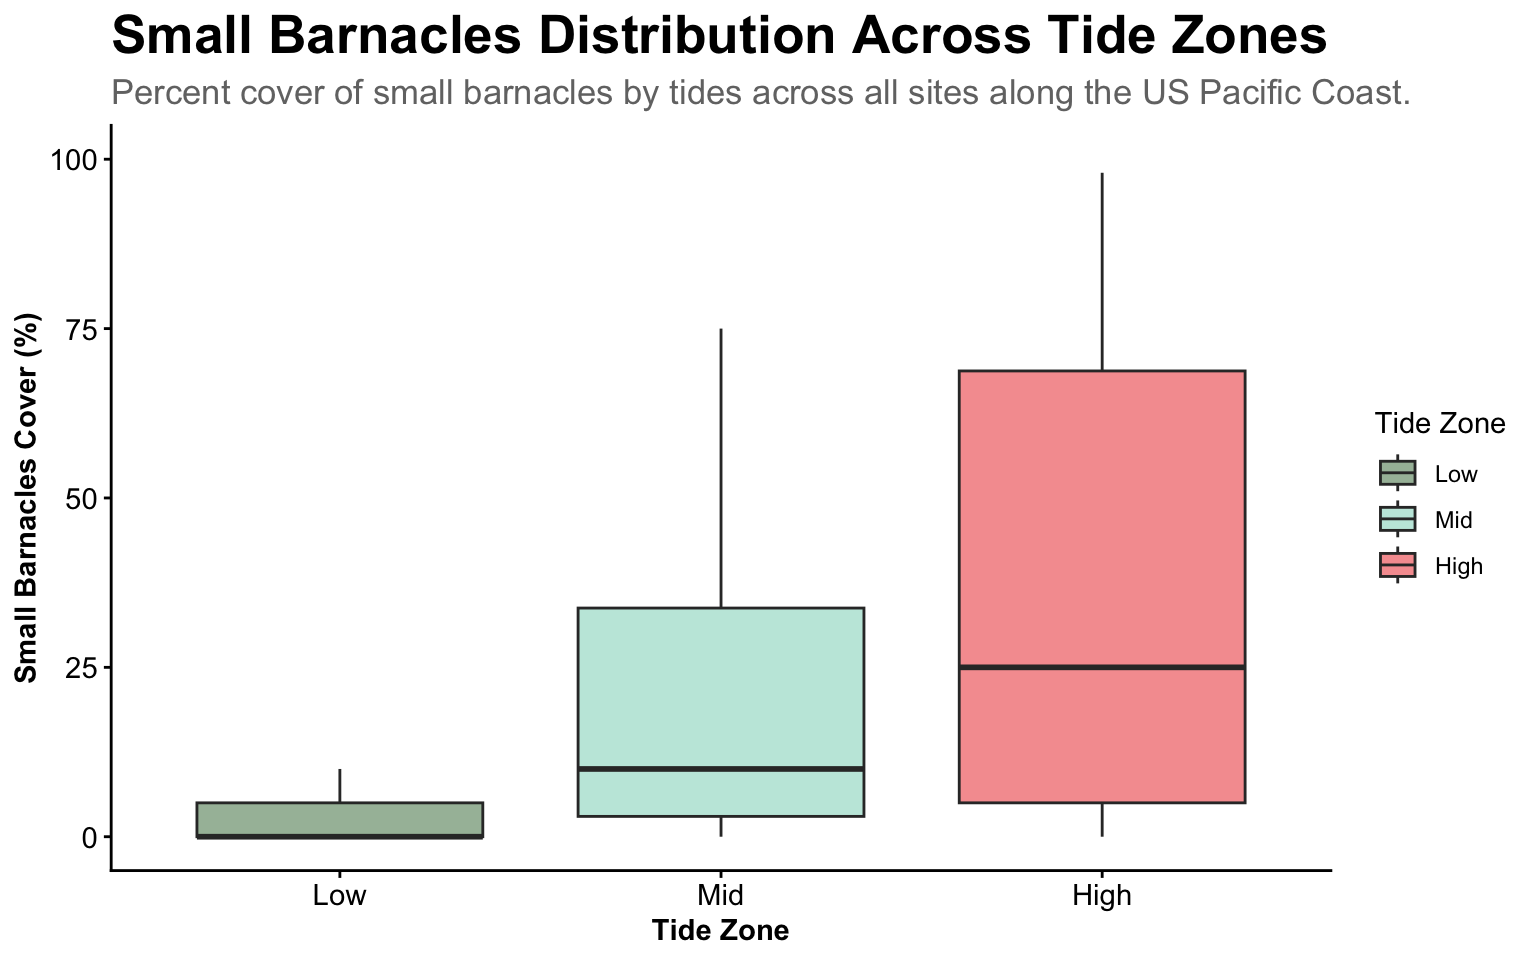 Small Barnacles Distribution Across Tide Zones
Percent cover of small barnacles by tides across all sites along the US Pacific Coast.
Small Barnacles Cover (%)
100
75
50
25
0
Low
Mid
High
Tide Zone
Tide Zone
Low
Mid
High